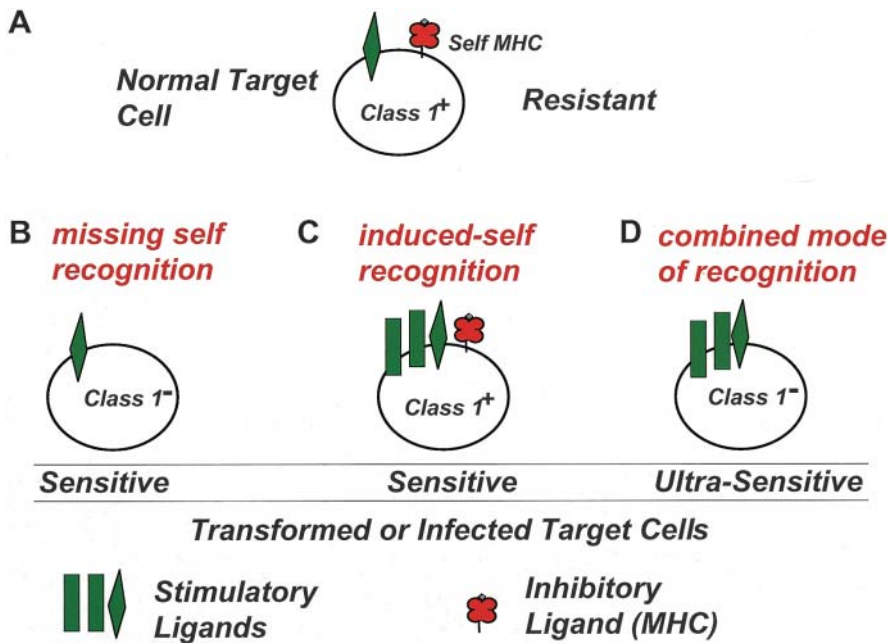 A
Self MHC
Normal Target
Cell
Class 1+
Resistant
B missing self
recognition
C induced-self
recognition
D combined mode
of recognition
Class 1-
Class 1+
Class 1-
Sensitive
Sensitive
Ultra-Sensitive
Transformed or Infected Target Cells
Stimulatory
Ligands
Inhibitory
Ligand (MHC)